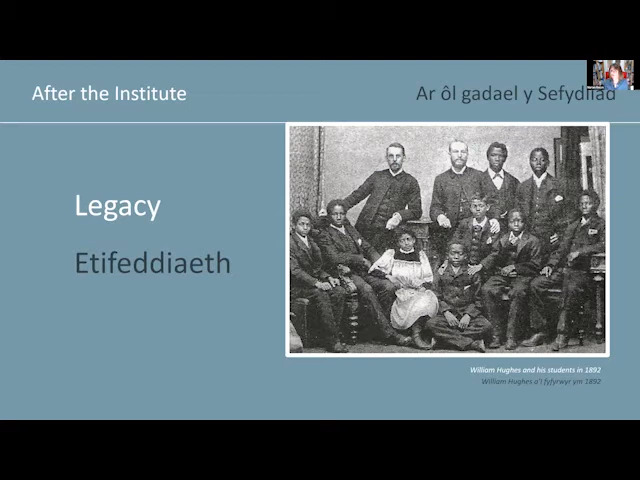 After the Institute
Ar ôl gadael y Sefydliad
Legacy
Etifeddiaeth
William Hughes and his students in 1892
William Hughes a'i fyfyrwyr ym 1892